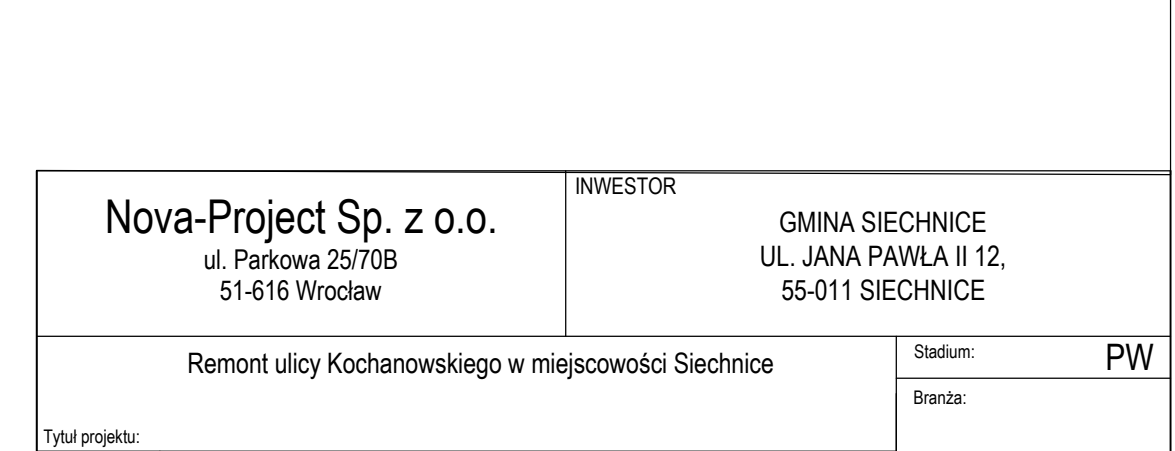 Nova-Project Sp. z o.o.
ul. Parkowa 25/70B
51-616 Wrocław
INWESTOR
GMINA SIECHNICE
UL. JANA PAWŁA II 12,
55-011 SIECHNICE
Remont ulicy Kochanowskiego w miejscowości Siechnice
Tytuł projektu:
Stadium: PW
Branża: